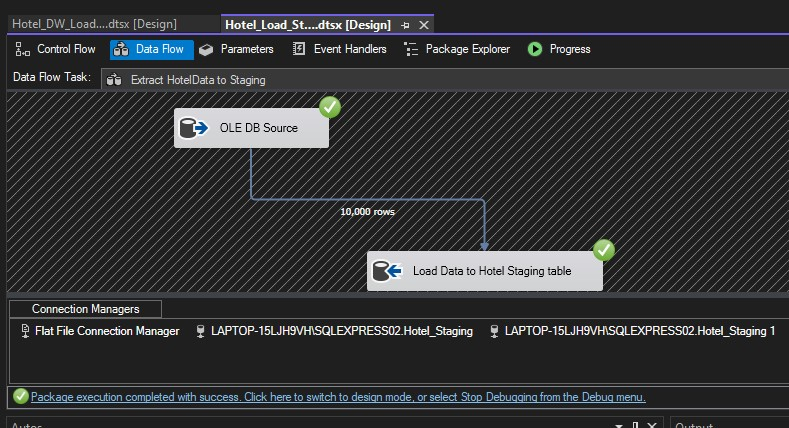 Hotel_DW_Load....dtsx [Design]
Hotel_Load_St....dtsx [Design]
Control Flow
Data Flow
Parameters
Event Handlers
Package Explorer
Progress
Data Flow Task:
Extract HotelData to Staging
OLE DB Source
10,000 rows
Load Data to Hotel Staging table
Connection Managers
Flat File Connection Manager
LAPTOP-15LJH9VH\SQLEXPRESS02.Hotel_Staging
LAPTOP-15LJH9VH\SQLEXPRESS02.Hotel_Staging 1
Package execution completed with success. Click here to switch to design mode, or select Stop Debugging from the Debug menu.
Autos
Output